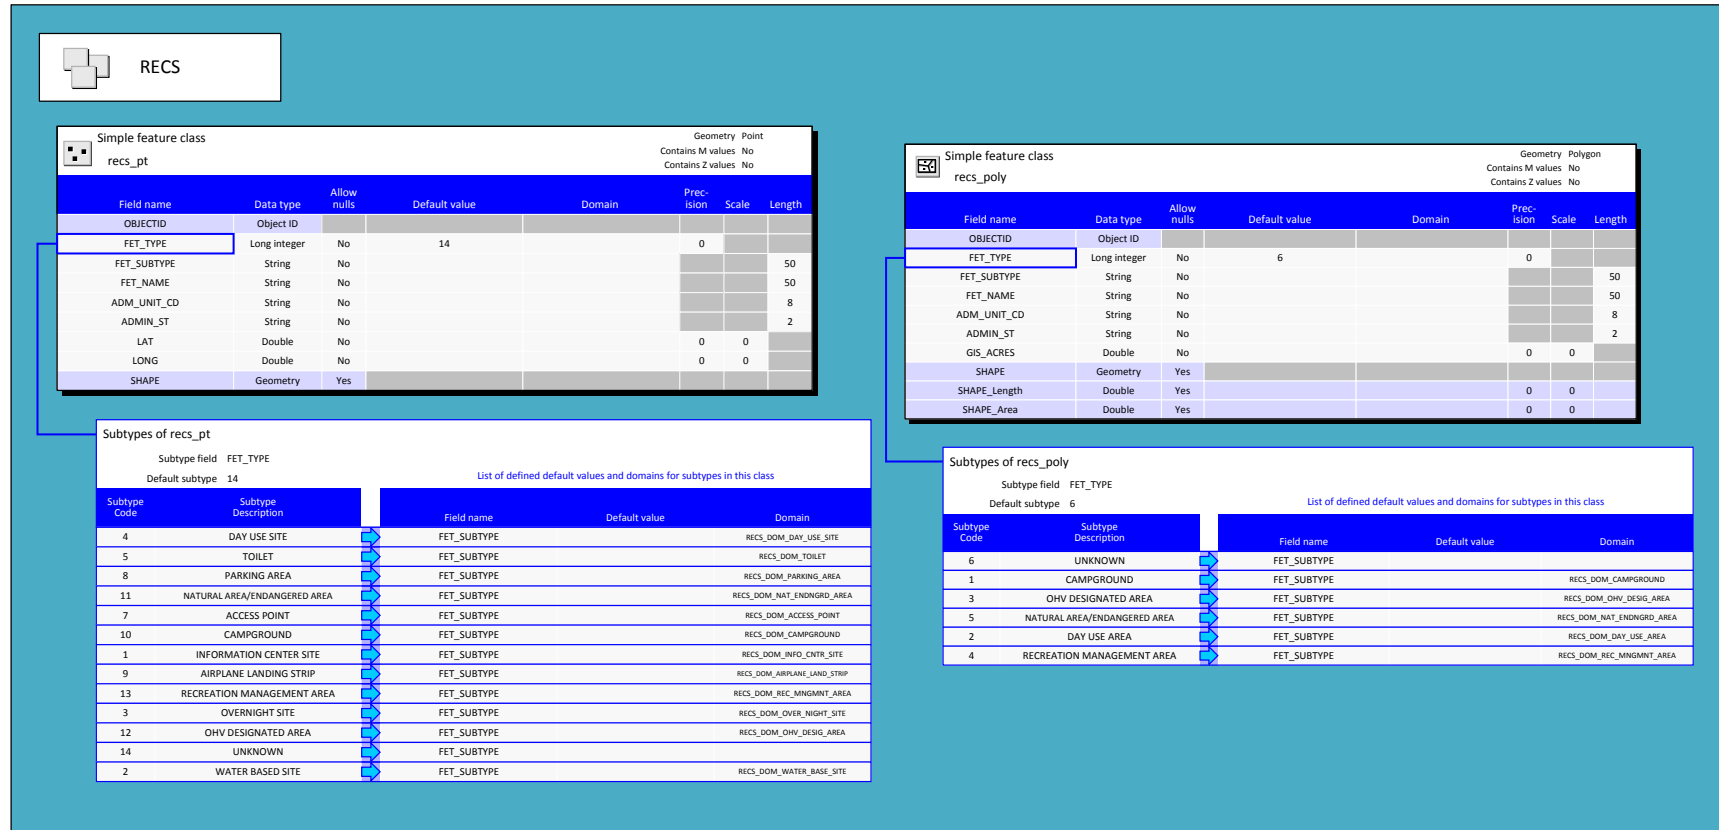 RECS
Simple feature class
recs_pt
Geometry Point
Contains M values No
Contains Z values No
Field name Data type Allow nulls Default value Domain Prec-ision Scale Length
OBJECTID Object ID
FET_TYPE Long integer No 14 0
FET_SUBTYPE String No 50
FET_NAME String No 50
ADM_UNIT_CD String No 8
ADMIN_ST String No 2
LAT Double No 0 0
LONG Double No 0 0
SHAPE Geometry Yes
Subtypes of recs_pt
Subtype field FET_TYPE
Default subtype 14
List of defined default values and domains for subtypes in this class
Subtype Code Subtype Description Field name Default value Domain
4 DAY USE SITE FET_SUBTYPE RECS_DOM_DAY_USE_SITE
5 TOILET FET_SUBTYPE RECS_DOM_TOILET
8 PARKING AREA FET_SUBTYPE RECS_DOM_PARKING_AREA
11 NATURAL AREA/ENDANGERED AREA FET_SUBTYPE RECS_DOM_NAT_ENDNGRD_AREA
7 ACCESS POINT FET_SUBTYPE RECS_DOM_ACCESS_POINT
10 CAMPGROUND FET_SUBTYPE RECS_DOM_CAMPGROUND
1 INFORMATION CENTER SITE FET_SUBTYPE RECS_DOM_INFO_CNTR_SITE
9 AIRPLANE LANDING STRIP FET_SUBTYPE RECS_DOM_AIRPLANE_LAND_STRIP
13 RECREATION MANAGEMENT AREA FET_SUBTYPE RECS_DOM_REC_MNGMNT_AREA
3 OVERNIGHT SITE FET_SUBTYPE RECS_DOM_OVER_NIGHT_SITE
12 OHV DESIGNATED AREA FET_SUBTYPE RECS_DOM_OHV_DESIG_AREA
14 UNKNOWN FET_SUBTYPE
2 WATER BASED SITE FET_SUBTYPE RECS_DOM_WATER_BASE_SITE
Simple feature class
recs_poly
Geometry Polygon
Contains M values No
Contains Z values No
Field name Data type Allow nulls Default value Domain Prec-ision Scale Length
OBJECTID Object ID
FET_TYPE Long integer No 6 0
FET_SUBTYPE String No 50
FET_NAME String No 50
ADM_UNIT_CD String No 8
ADMIN_ST String No 2
GIS_ACRES Double No 0 0
SHAPE Geometry Yes
SHAPE_Length Double Yes 0 0
SHAPE_Area Double Yes 0 0
Subtypes of recs_poly
Subtype field FET_TYPE
Default subtype 6
List of defined default values and domains for subtypes in this class
Subtype Code Subtype Description Field name Default value Domain
6 UNKNOWN FET_SUBTYPE
1 CAMPGROUND FET_SUBTYPE RECS_DOM_CAMPGROUND
3 OHV DESIGNATED AREA FET_SUBTYPE RECS_DOM_OHV_DESIG_AREA
5 NATURAL AREA/ENDANGERED AREA FET_SUBTYPE RECS_DOM_NAT_ENDNGRD_AREA
2 DAY USE AREA FET_SUBTYPE RECS_DOM_DAY_USE_AREA
4 RECREATION MANAGEMENT AREA FET_SUBTYPE RECS_DOM_REC_MNGMNT_AREA